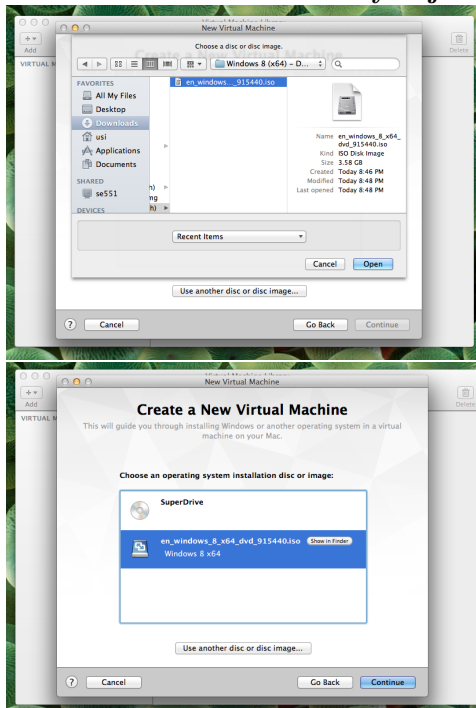 Virtual Machine Library
New Virtual Machine
Add
Delete
Create a New Virtual Machine
Choose a disc or disc image.
Windows 8 (x64) – D...
VIRTUAL M
FAVORITES
All My Files
Desktop
Downloads
usi
Applications
Documents
SHARED
se551
DEVICES
h)
ng
h)
en_windows..._915440.iso
Name en_windows_8_x64_
dvd_915440.iso
Kind ISO Disk Image
Size 3.58 GB
Created Today 8:46 PM
Modified Today 8:48 PM
Last opened Today 8:48 PM
Recent Items
Cancel Open
Use another disc or disc image...
? Cancel Go Back Continue
Virtual Machine Library
New Virtual Machine
Add
Delete
VIRTUAL M
Create a New Virtual Machine
This will guide you through installing Windows or another operating system in a virtual
machine on your Mac.
Choose an operating system installation disc or image:
SuperDrive
en_windows_8_x64_dvd_915440.iso Show in Finder
Windows 8 x64
Use another disc or disc image...
? Cancel Go Back Continue